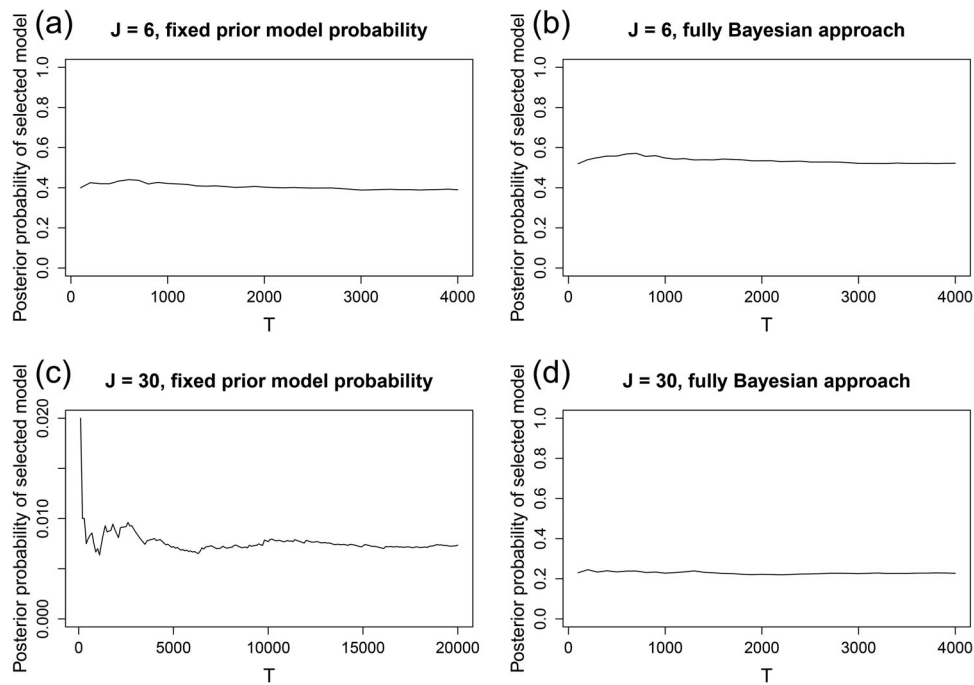 (a)
J = 6, fixed prior model probability
Posterior probability of selected model
1.0
0.8
0.6
0.4
0.2
0.0
0 1000 2000 3000 4000
T
(b)
J = 6, fully Bayesian approach
Posterior probability of selected model
1.0
0.8
0.6
0.4
0.2
0.0
0 1000 2000 3000 4000
T
(c)
J = 30, fixed prior model probability
Posterior probability of selected model
0.020
0.010
0.000
0 5000 10000 15000 20000
T
(d)
J = 30, fully Bayesian approach
Posterior probability of selected model
1.0
0.8
0.6
0.4
0.2
0.0
0 1000 2000 3000 4000
T